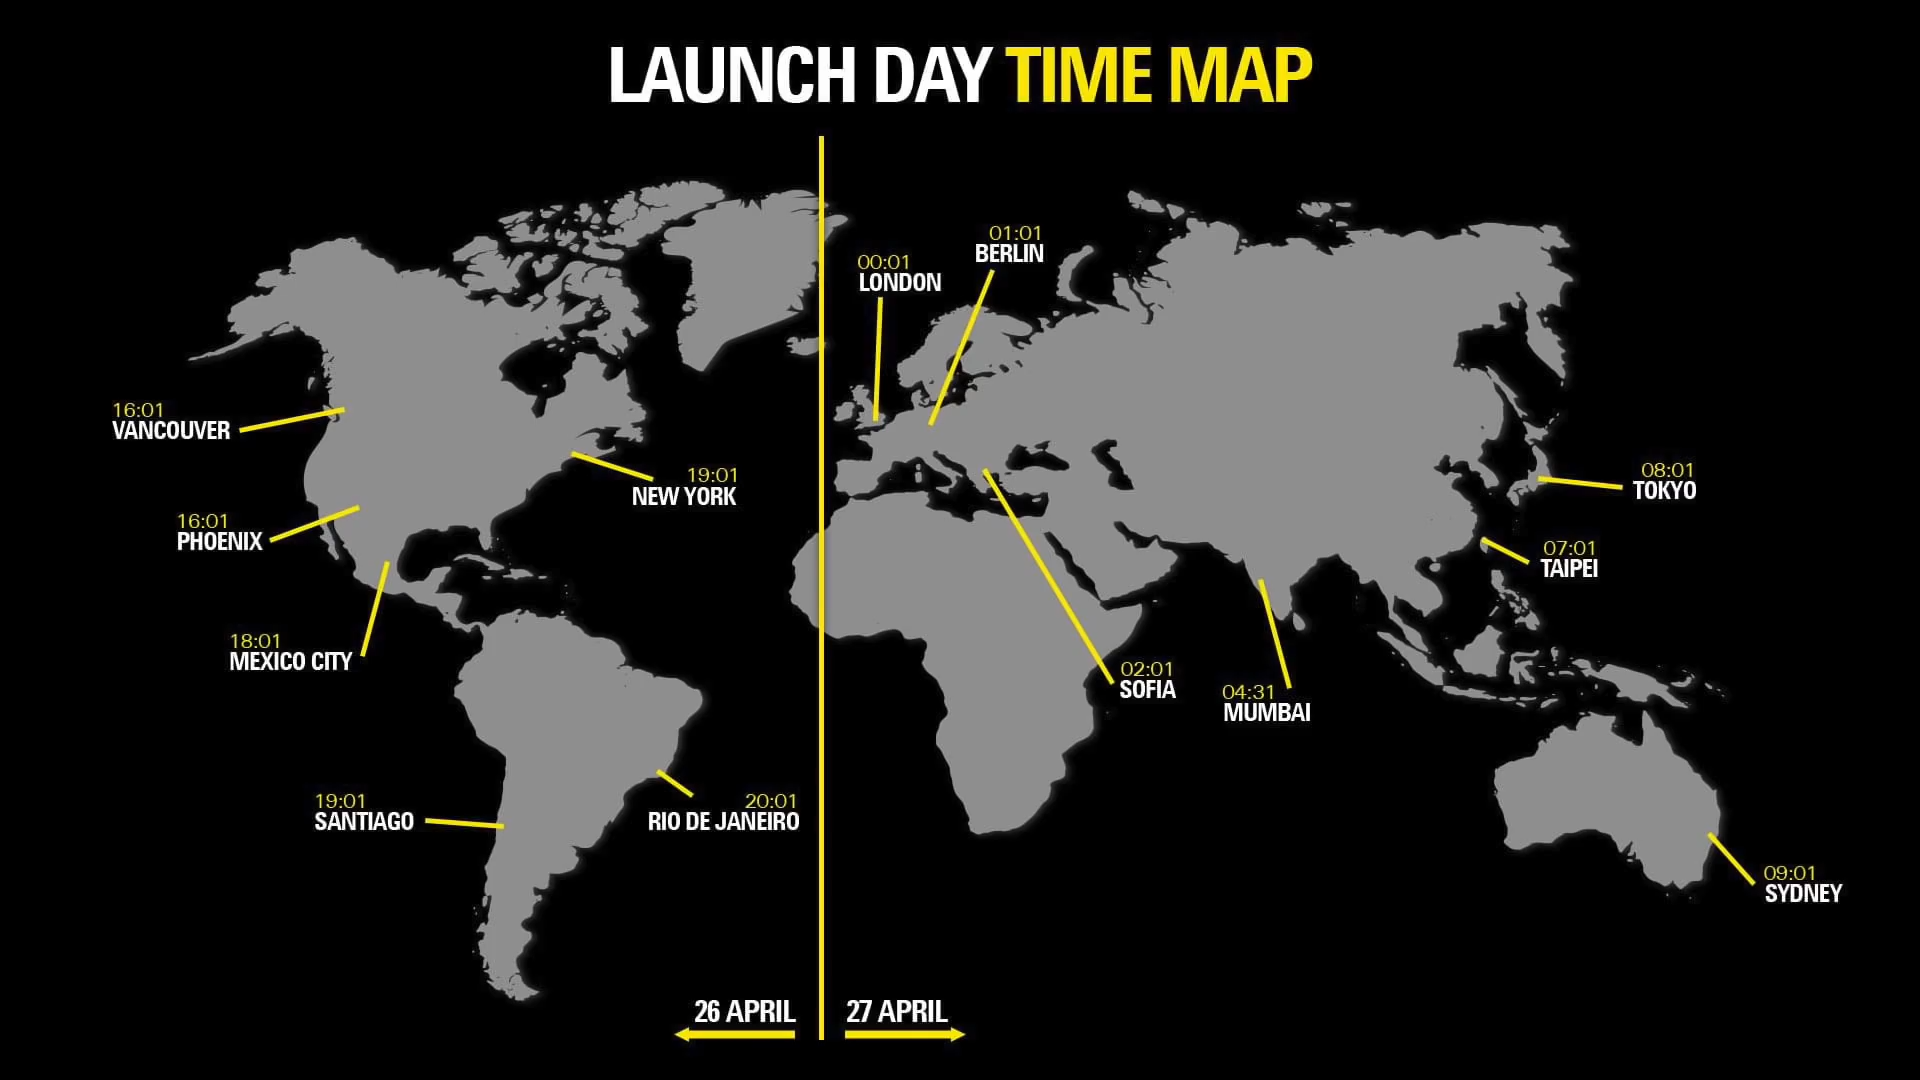 LAUNCH DAY TIME MAP
01:01
BERLIN
00:01
LONDON
16:01
VANCOUVER
19:01
NEW YORK
08:01
TOKYO
16:01
PHOENIX
07:01
TAIPEI
18:01
MEXICO CITY
02:01
SOFIA
04:31
MUMBAI
19:01
SANTIAGO
20:01
RIO DE JANEIRO
09:01
SYDNEY
26 APRIL
27 APRIL